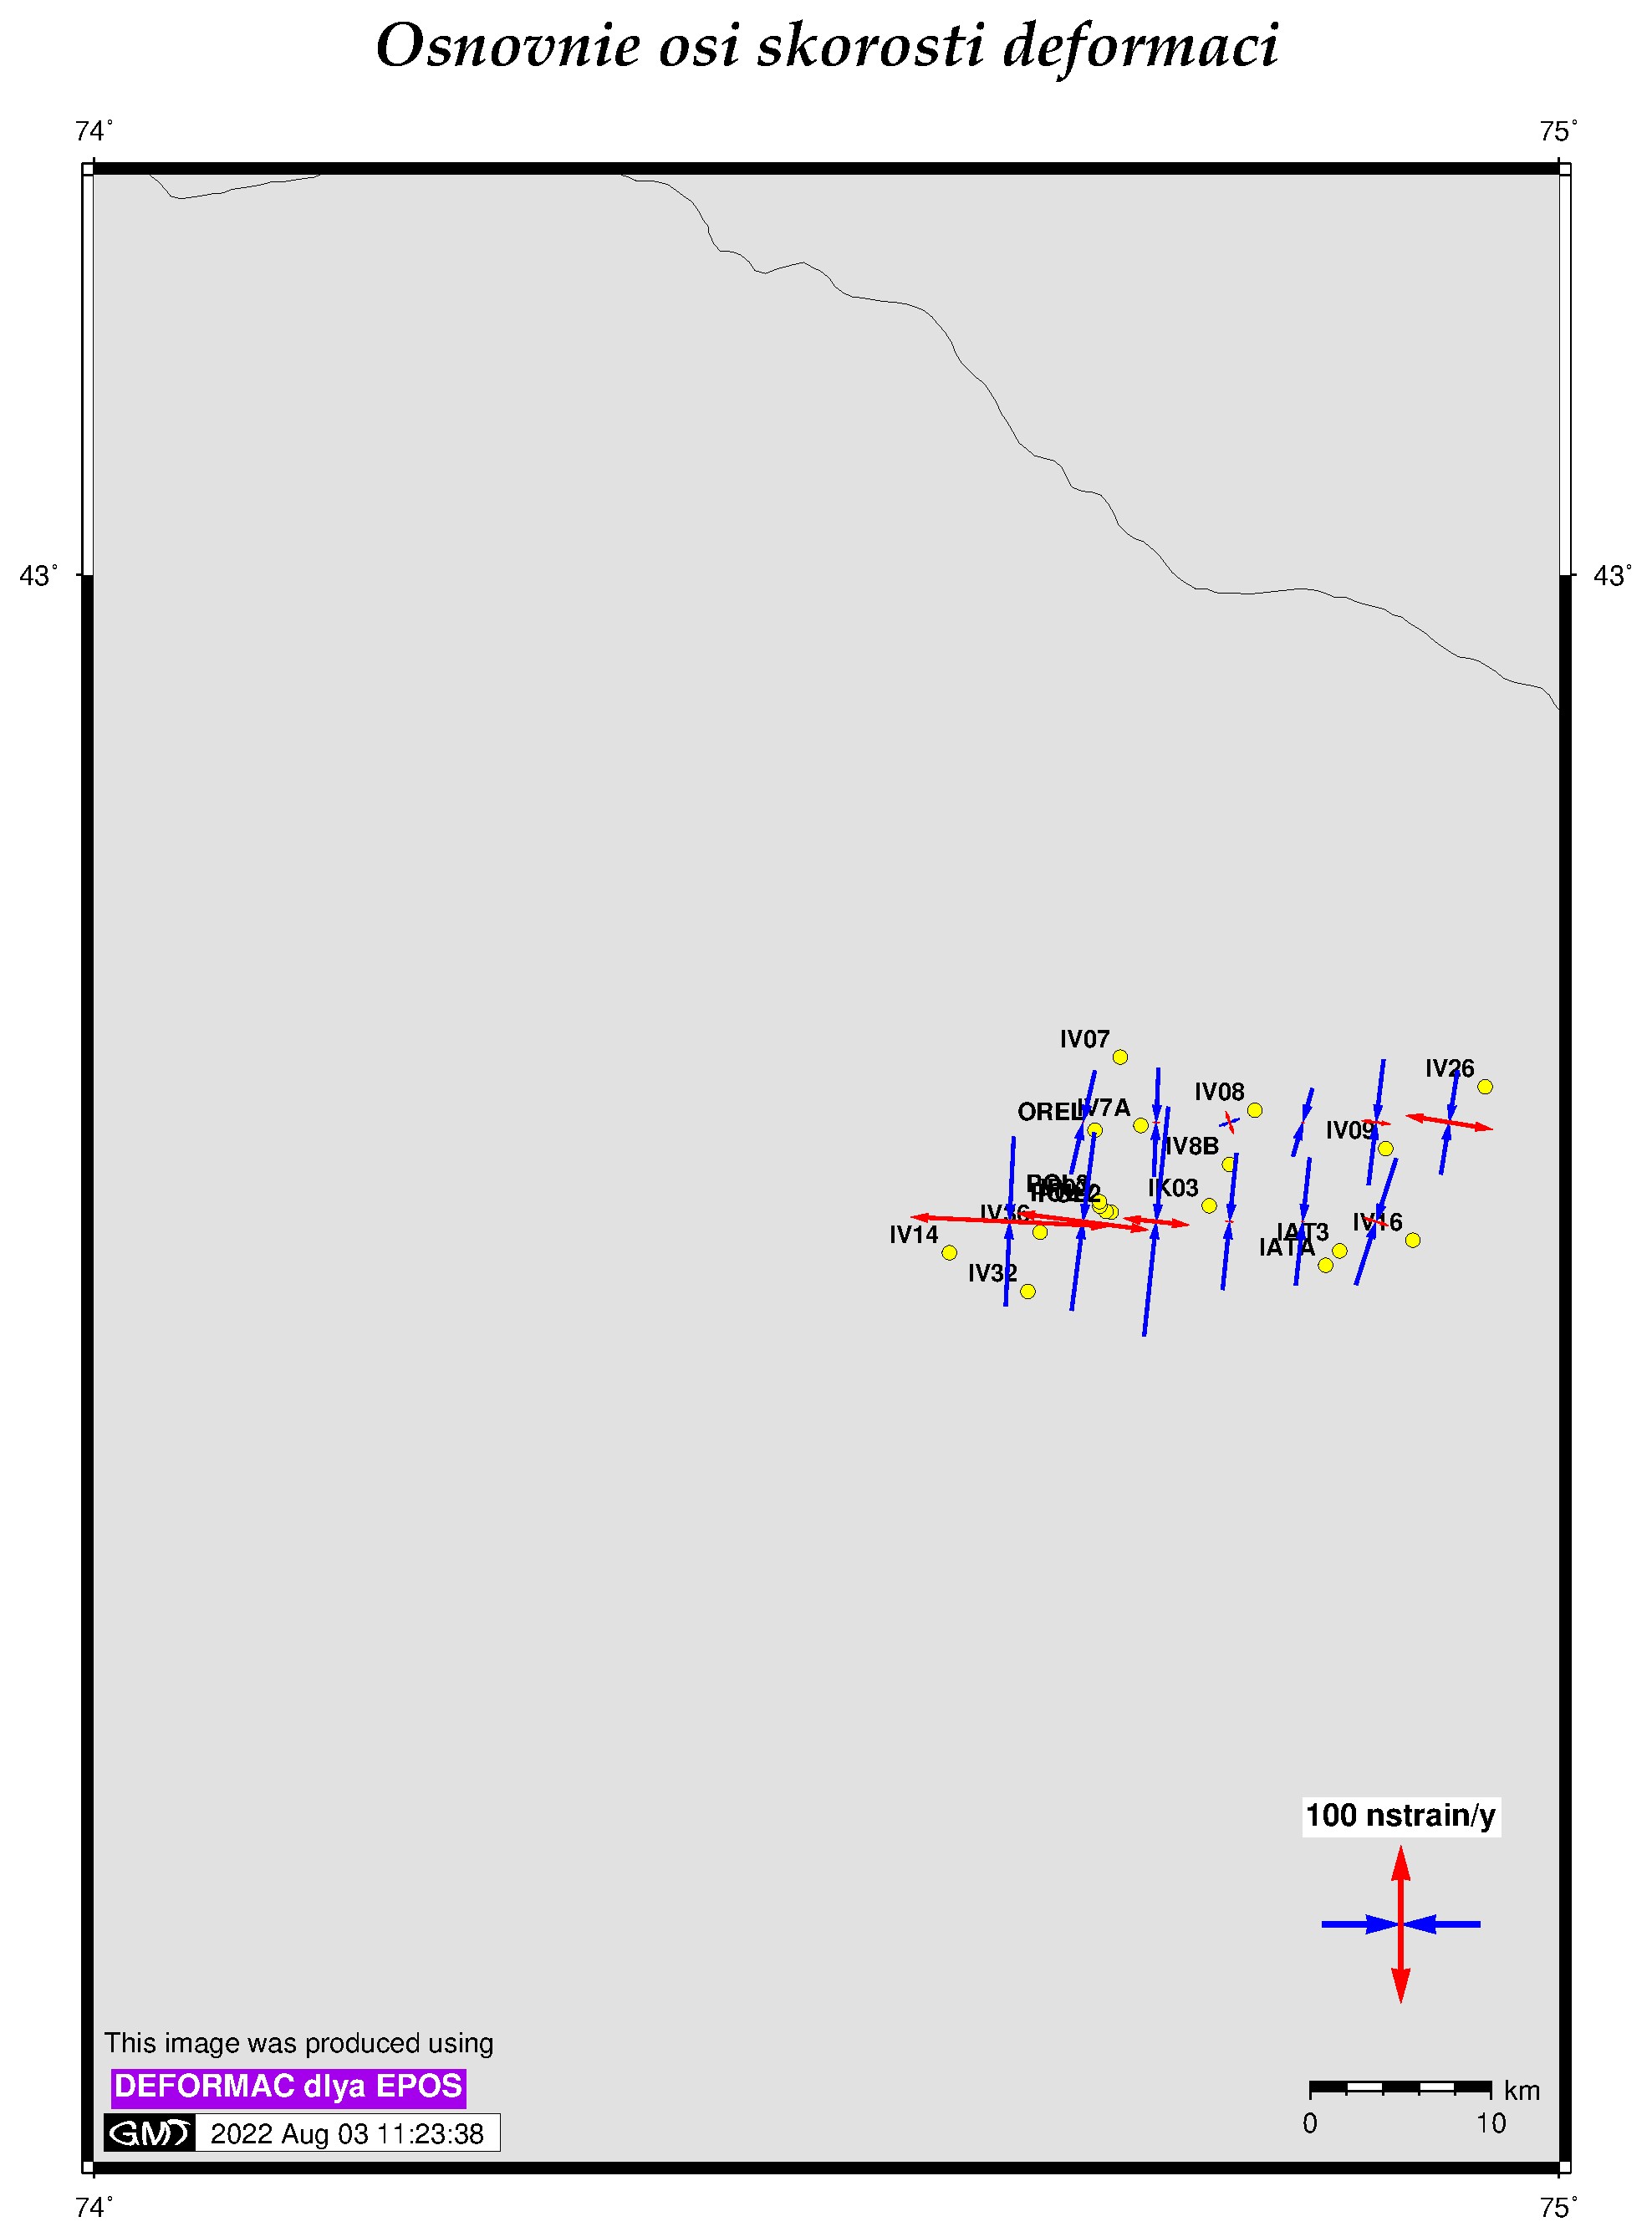 Osnovnie osi skorosti deformaci
74°
75°
43°
43°
IV07
IV26
IV08
OREL
IV7A
IV09
IV8B
IK03
IV36
IV16
IAT3
IV14
IATA
IV32
100 nstrain/y
This image was produced using
DEFORMAC dlya EPOS
km
GMT
2022 Aug 03 11:23:38
0
10
74°
75°